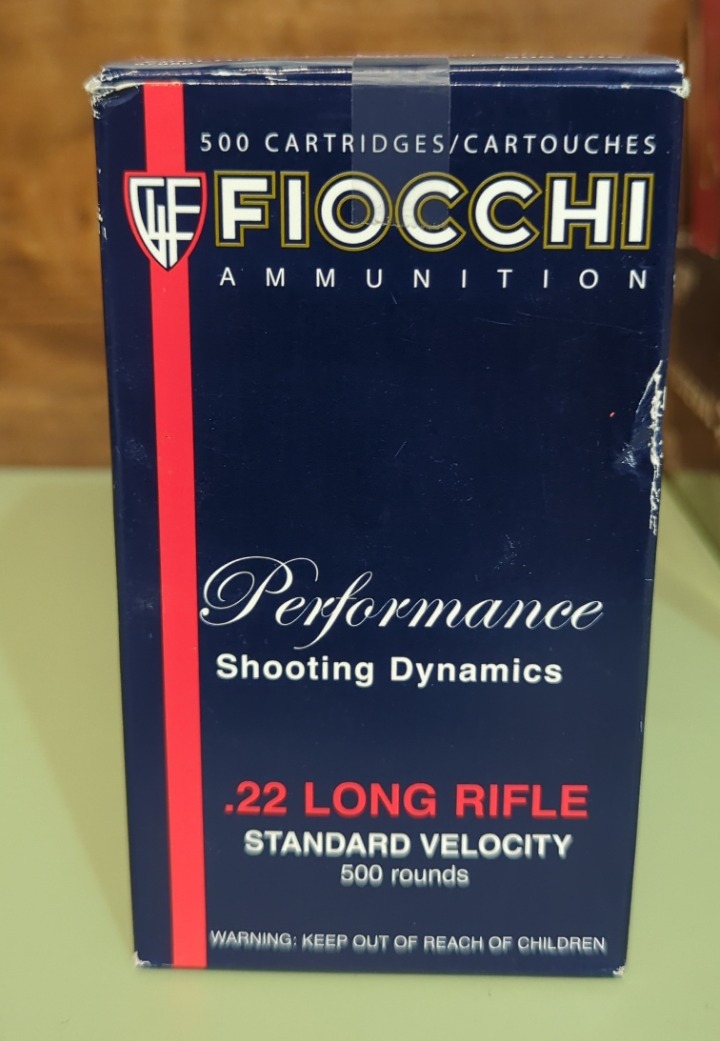 500 CARTRIDGES/CARTOUCHES
GFL FIOCCHI
AMMUNITION
Performance
Shooting Dynamics
.22 LONG RIFLE
STANDARD VELOCITY
500 rounds
WARNING: KEEP OUT OF REACH OF CHILDREN